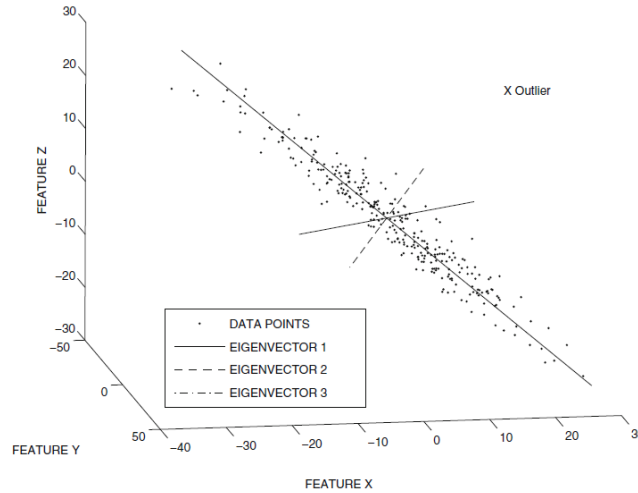 30
20
10
0
−10
−20
−30
FEATURE Z
X Outlier
DATA POINTS
EIGENVECTOR 1
EIGENVECTOR 2
EIGENVECTOR 3
−50
0
50
FEATURE Y
−40
−30
−20
−10
0
10
20
3
FEATURE X